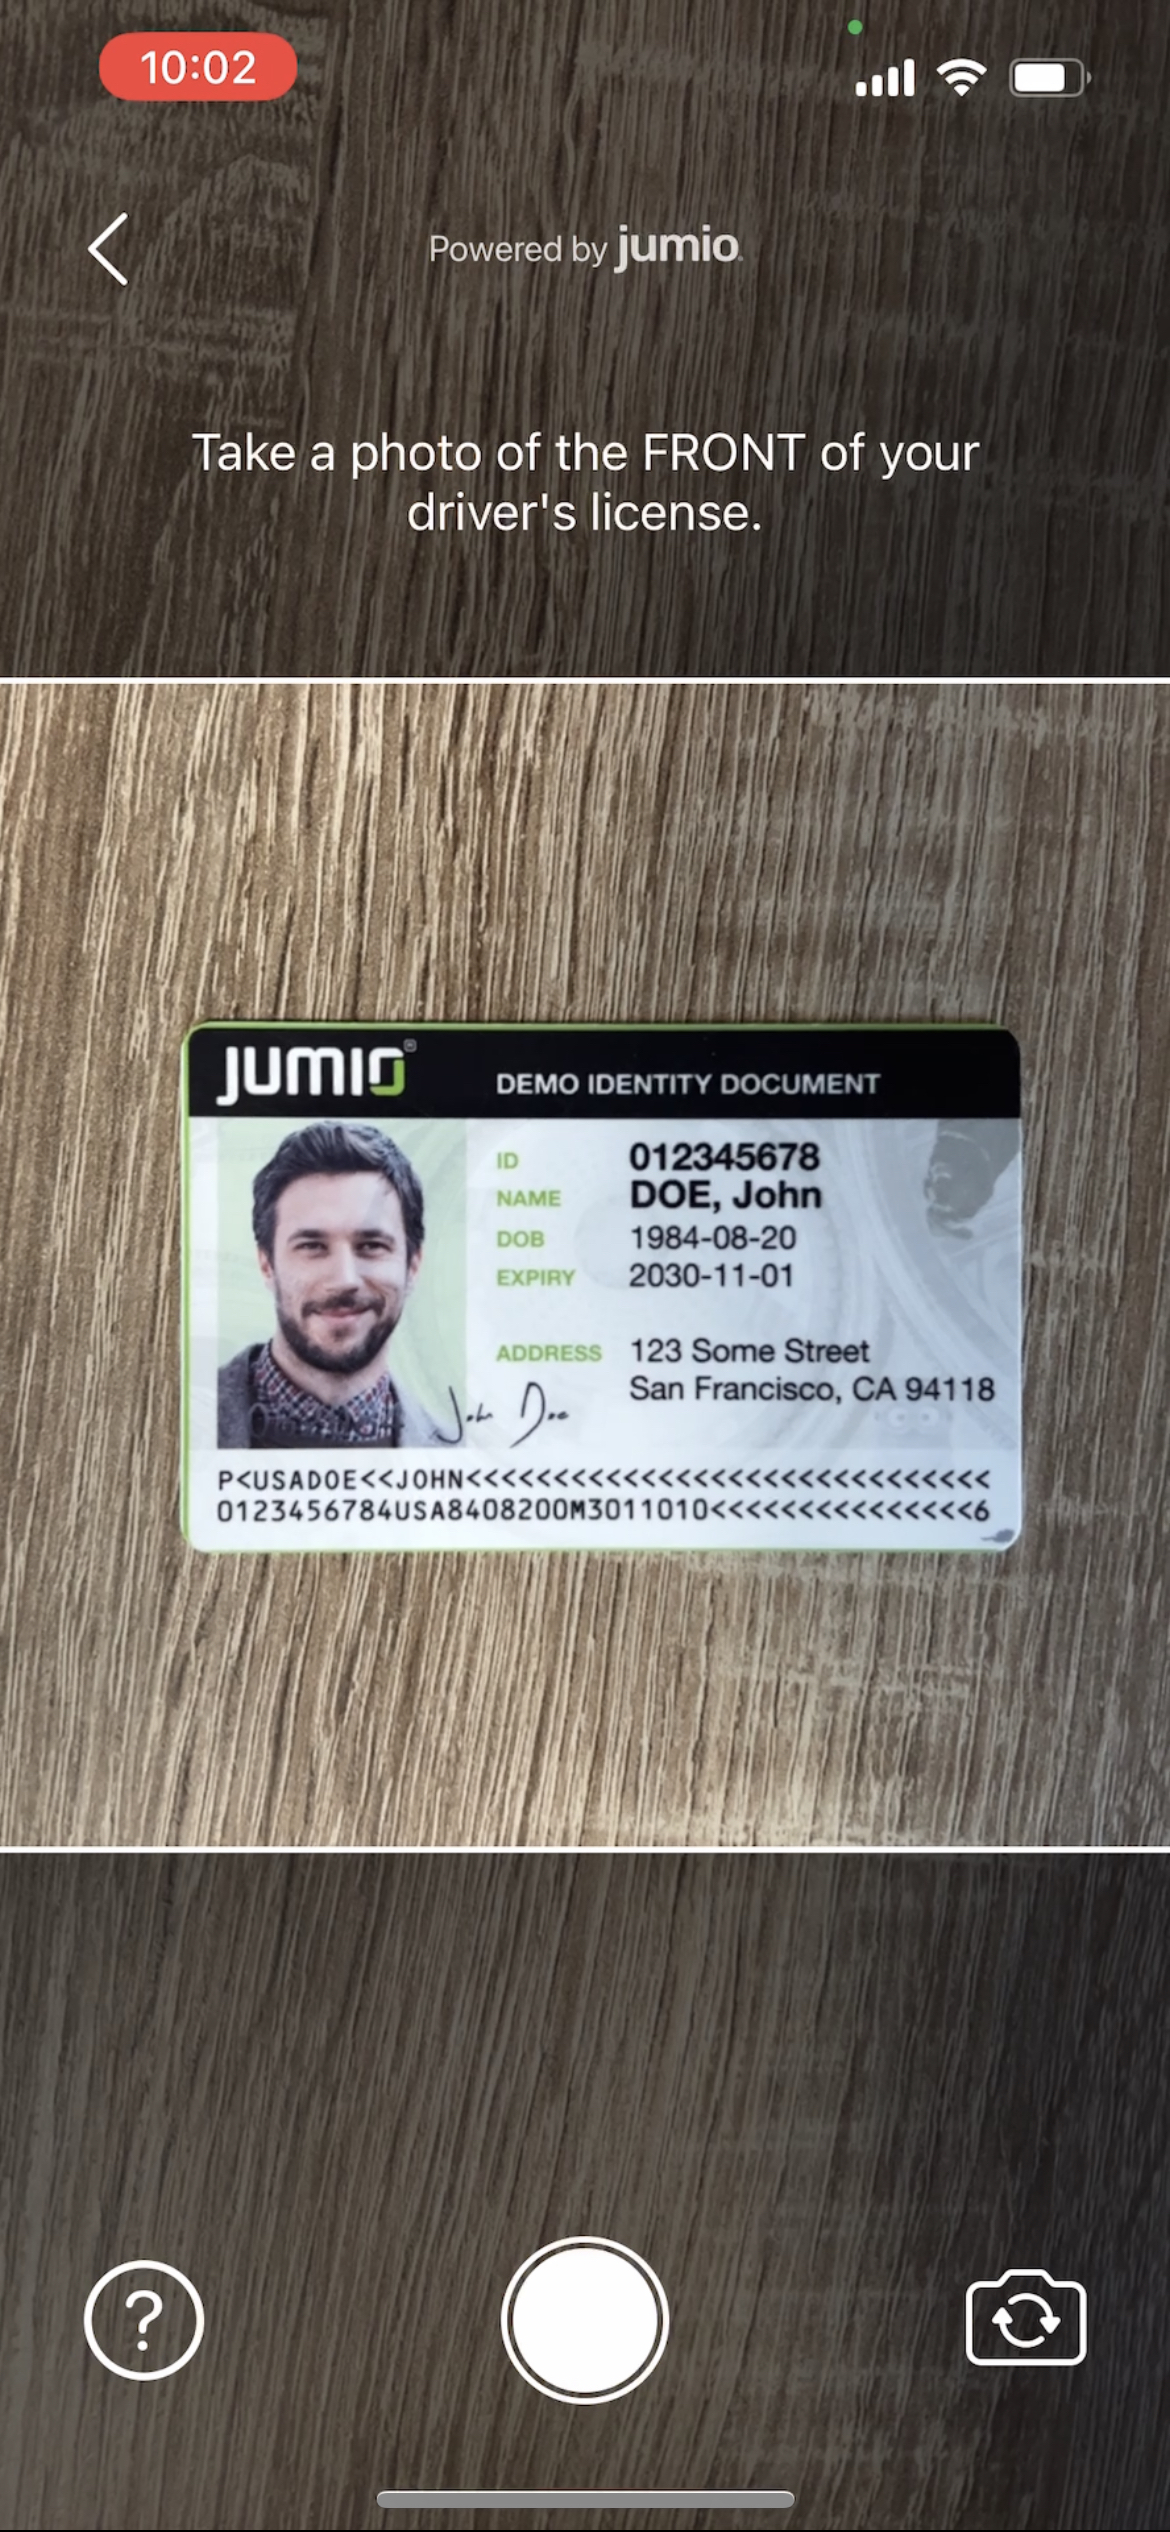 10:02
Powered by jumio
Take a photo of the FRONT of your
driver's license.
JUMIO®
DEMO IDENTITY DOCUMENT
ID 012345678
NAME DOE, John
DOB 1984-08-20
EXPIRY 2030-11-01
ADDRESS 123 Some Street
San Francisco, CA 94118
John Doe
P<USADOE<<JOHN<<<<<<<<<<<<<<<<<<<<<<<<<<<<<<
0123456784USA8408200M3011010<<<<<<<<<<<<<<<6
?